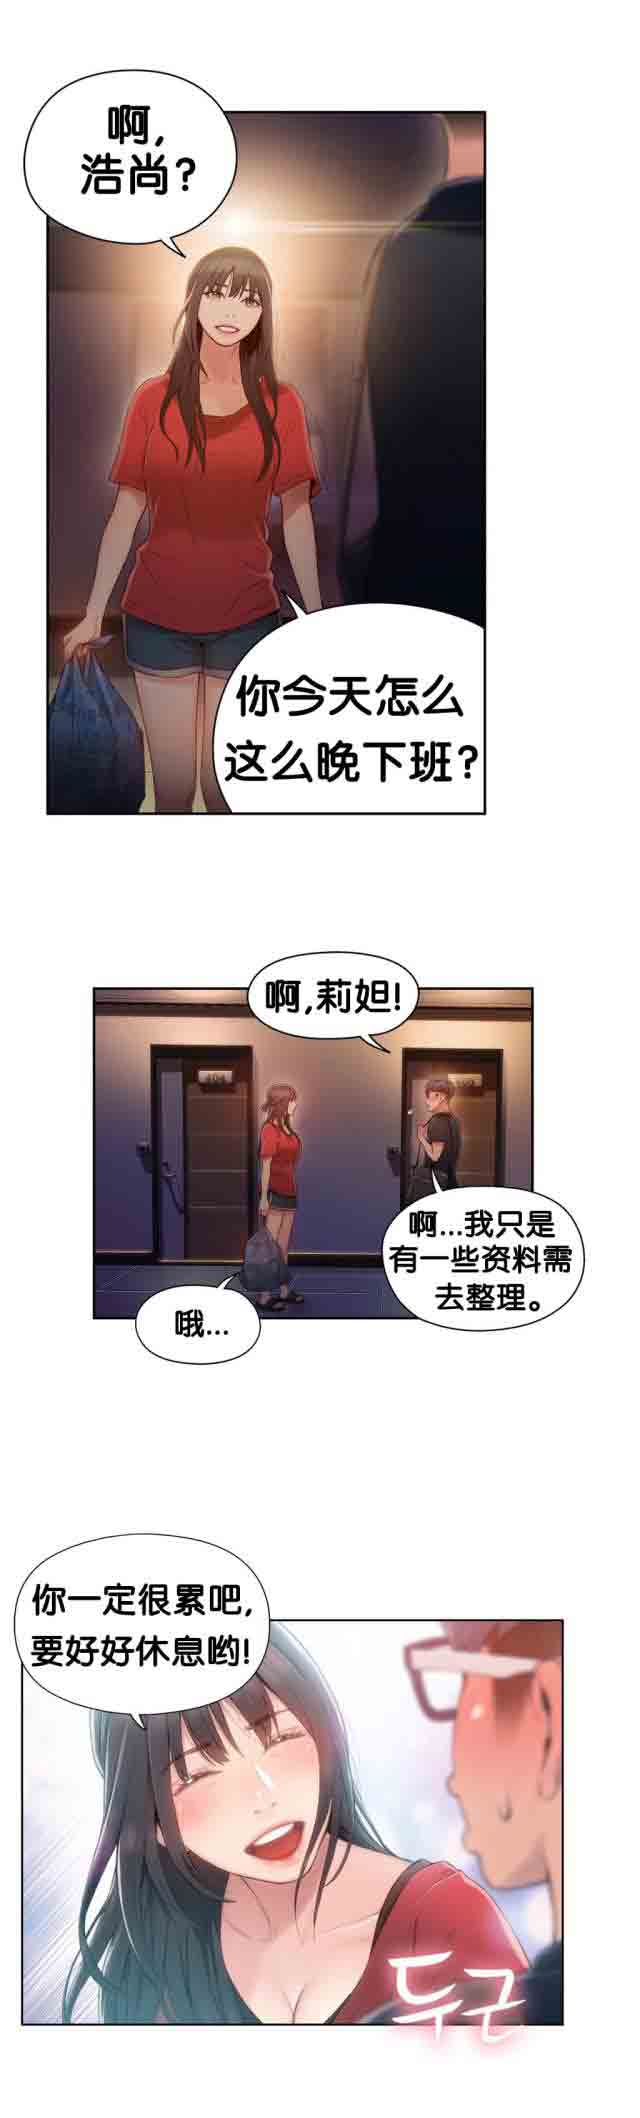 啊,
浩尚?
你今天怎么
这么晚下班?
啊,莉妲!
404
啊...我只是
有一些资料需
去整理。
哦...
你一定很累吧,
要好好休息哟!
두근